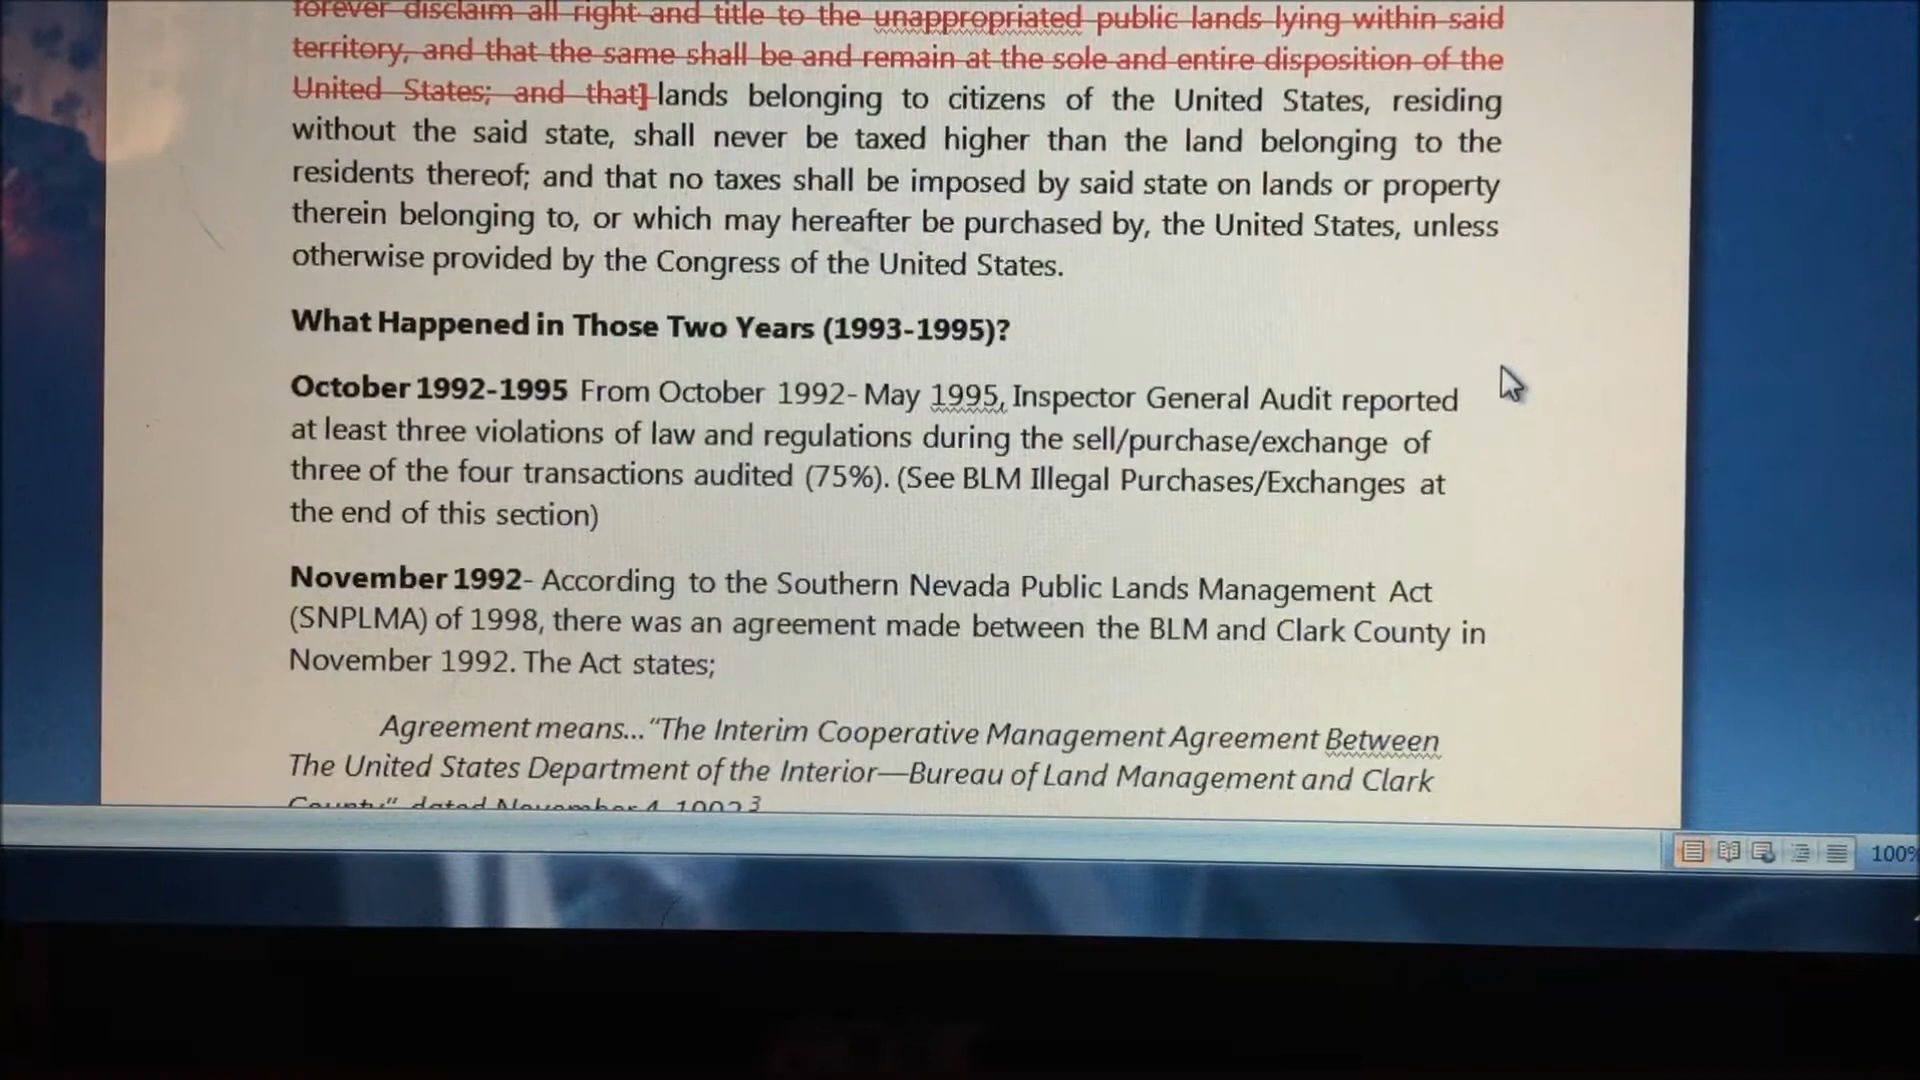 forever disclaim all right and title to the unappropriated public lands lying within said
territory, and that the same shall be and remain at the sole and entire disposition of the
United States; and that] lands belonging to citizens of the United States, residing
without the said state, shall never be taxed higher than the land belonging to the
residents thereof; and that no taxes shall be imposed by said state on lands or property
therein belonging to, or which may hereafter be purchased by, the United States, unless
otherwise provided by the Congress of the United States.
What Happened in Those Two Years (1993-1995)?
October 1992-1995 From October 1992- May 1995, Inspector General Audit reported
at least three violations of law and regulations during the sell/purchase/exchange of
three of the four transactions audited (75%). (See BLM Illegal Purchases/Exchanges at
the end of this section)
November 1992- According to the Southern Nevada Public Lands Management Act
(SNPLMA) of 1998, there was an agreement made between the BLM and Clark County in
November 1992. The Act states;
Agreement means... "The Interim Cooperative Management Agreement Between
The United States Department of the Interior—Bureau of Land Management and Clark
County" dated November 4, 1992 3
100%